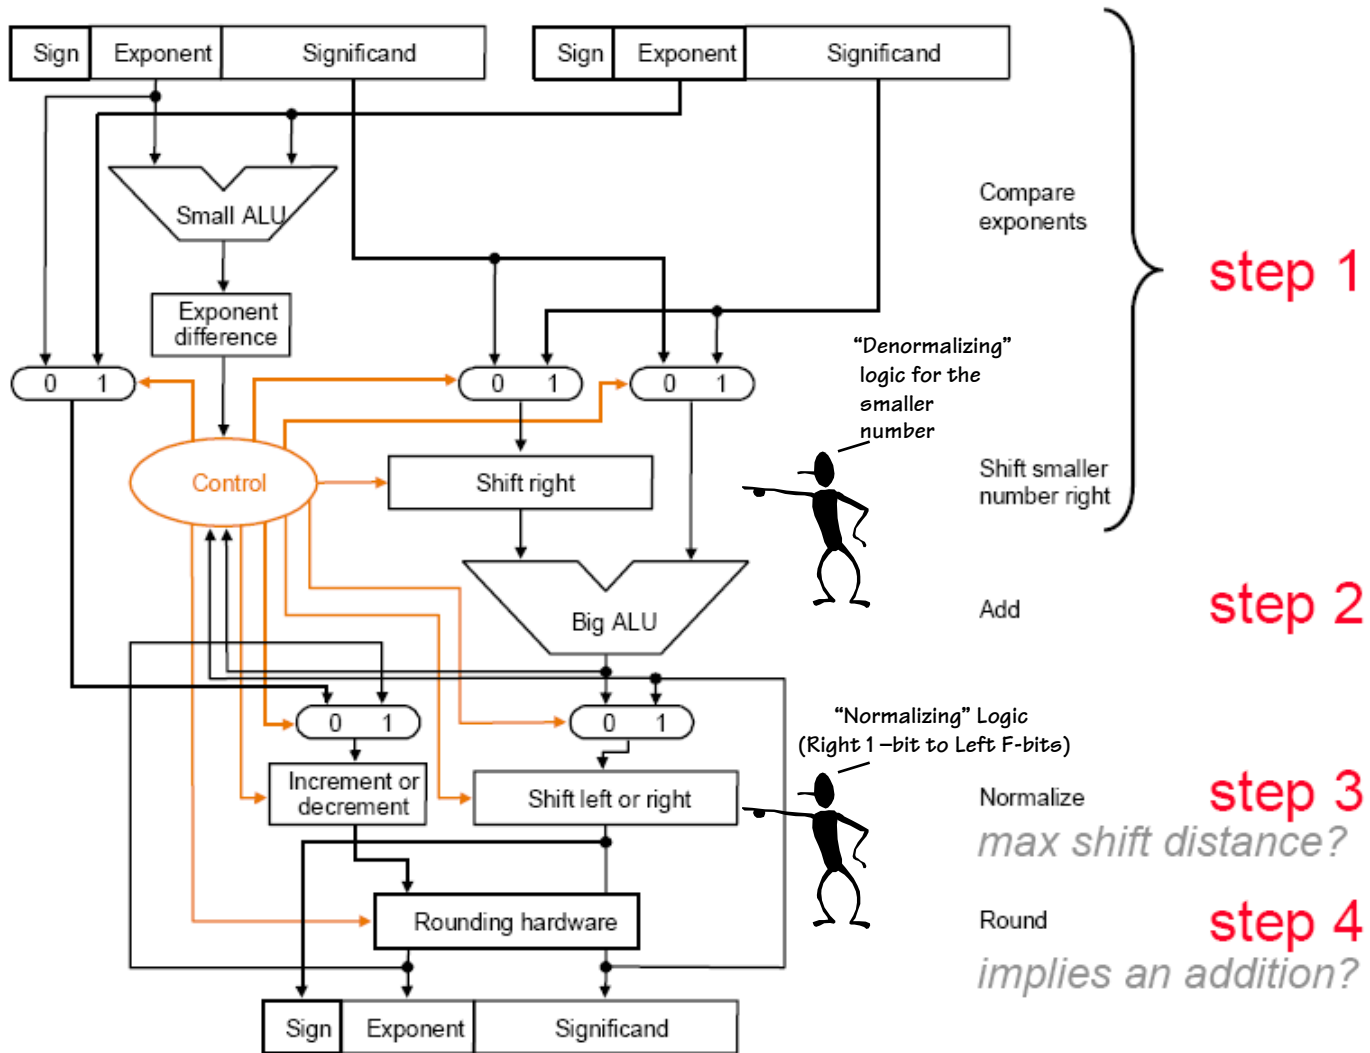 Sign Exponent Significand
Sign Exponent Significand
Compare
exponents
step 1
Small ALU
Exponent
difference
0 1
0 1
0 1
"Denormalizing"
logic for the
smaller
number
Control
Shift right
Shift smaller
number right
Big ALU
Add
step 2
0 1
0 1
"Normalizing" Logic
(Right 1–bit to Left F-bits)
Increment or
decrement
Shift left or right
Normalize
step 3
max shift distance?
Rounding hardware
Round
step 4
implies an addition?
Sign Exponent Significand